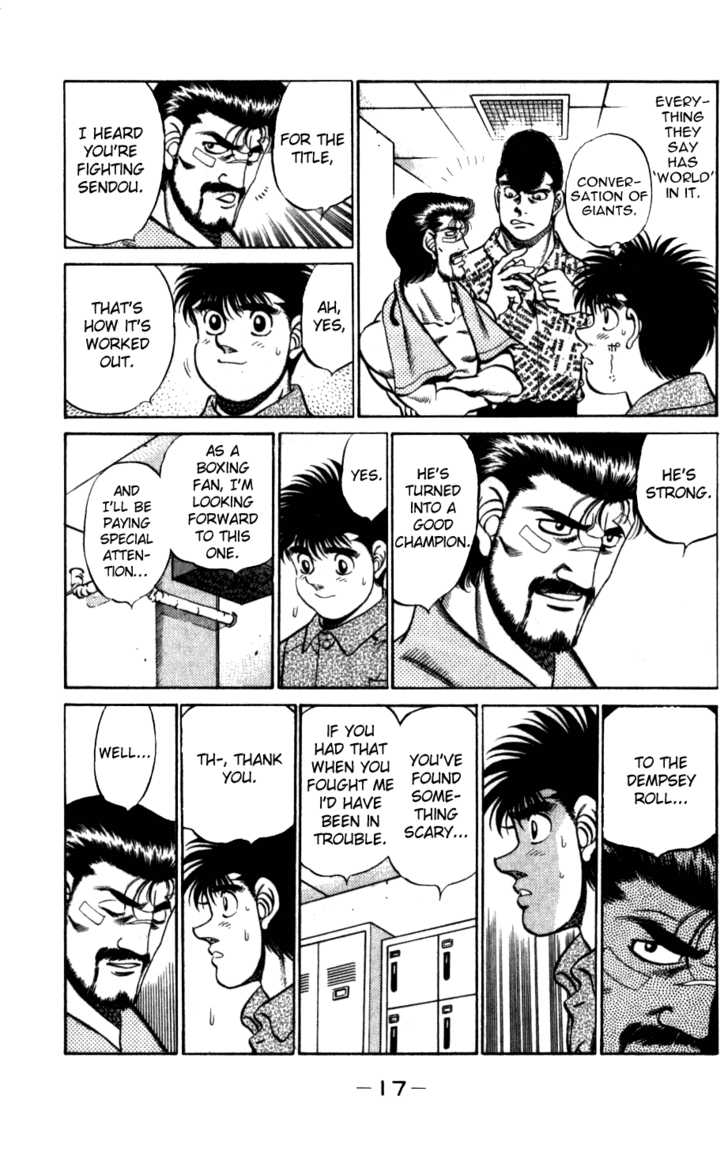 EVERY-
THING
THEY
SAY
HAS
'WORLD'
IN IT.
CONVER-
SATION OF
GIANTS.
FOR THE
TITLE,
I HEARD
YOU'RE
FIGHTING
SENDOU.
AH,
YES,
THAT'S
HOW IT'S
WORKED
OUT.
HE'S
STRONG.
HE'S
TURNED
INTO A
GOOD
CHAMPION.
YES.
AS A
BOXING
FAN, I'M
LOOKING
FORWARD
TO THIS
ONE.
AND
I'LL BE
PAYING
SPECIAL
ATTEN-
TION...
TO THE
DEMPSEY
ROLL...
YOU'VE
FOUND
SOME-
THING
SCARY...
IF YOU
HAD THAT
WHEN YOU
FOUGHT ME
I'D HAVE
BEEN IN
TROUBLE.
TH-, THANK
YOU.
WELL...
—17—